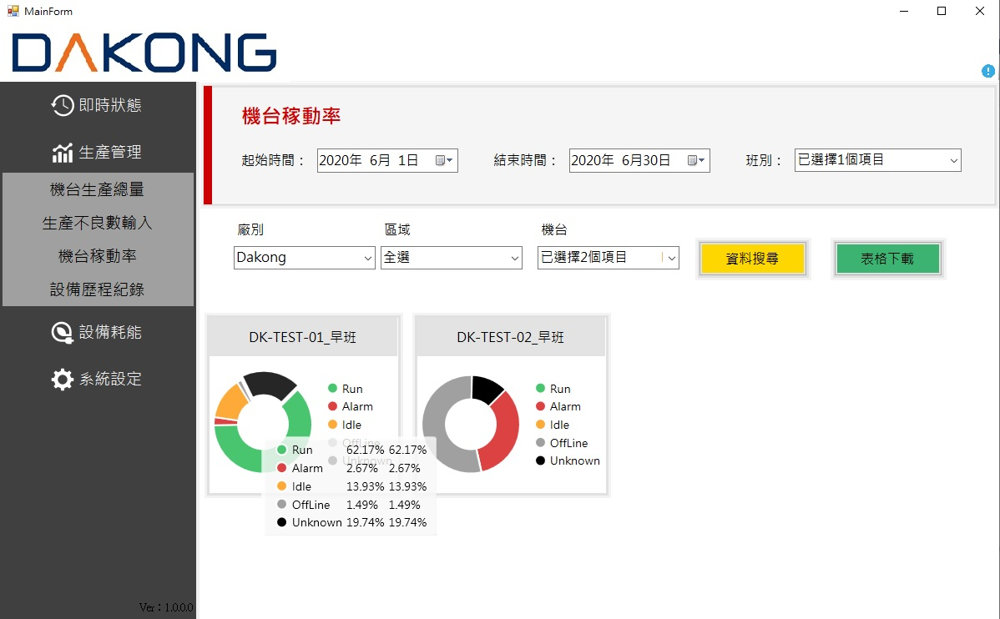 MainForm
DAKONG
即時狀態
生產管理
機台生產總量
生產不良數輸入
機台稼動率
設備歷程紀錄
設備耗能
系統設定
Ver：1.0.0.0
機台稼動率
起始時間： 2020年 6月 1日 結束時間： 2020年 6月30日 班別： 已選擇1個項目
廠別 區域 機台
Dakong 全選 已選擇2個項目 資料搜尋 表格下載
DK-TEST-01_早班
Run
Alarm
Idle
OffLine
Unknown
Run 62.17% 62.17%
Alarm 2.67% 2.67%
Idle 13.93% 13.93%
OffLine 1.49% 1.49%
Unknown 19.74% 19.74%
DK-TEST-02_早班
Run
Alarm
Idle
OffLine
Unknown